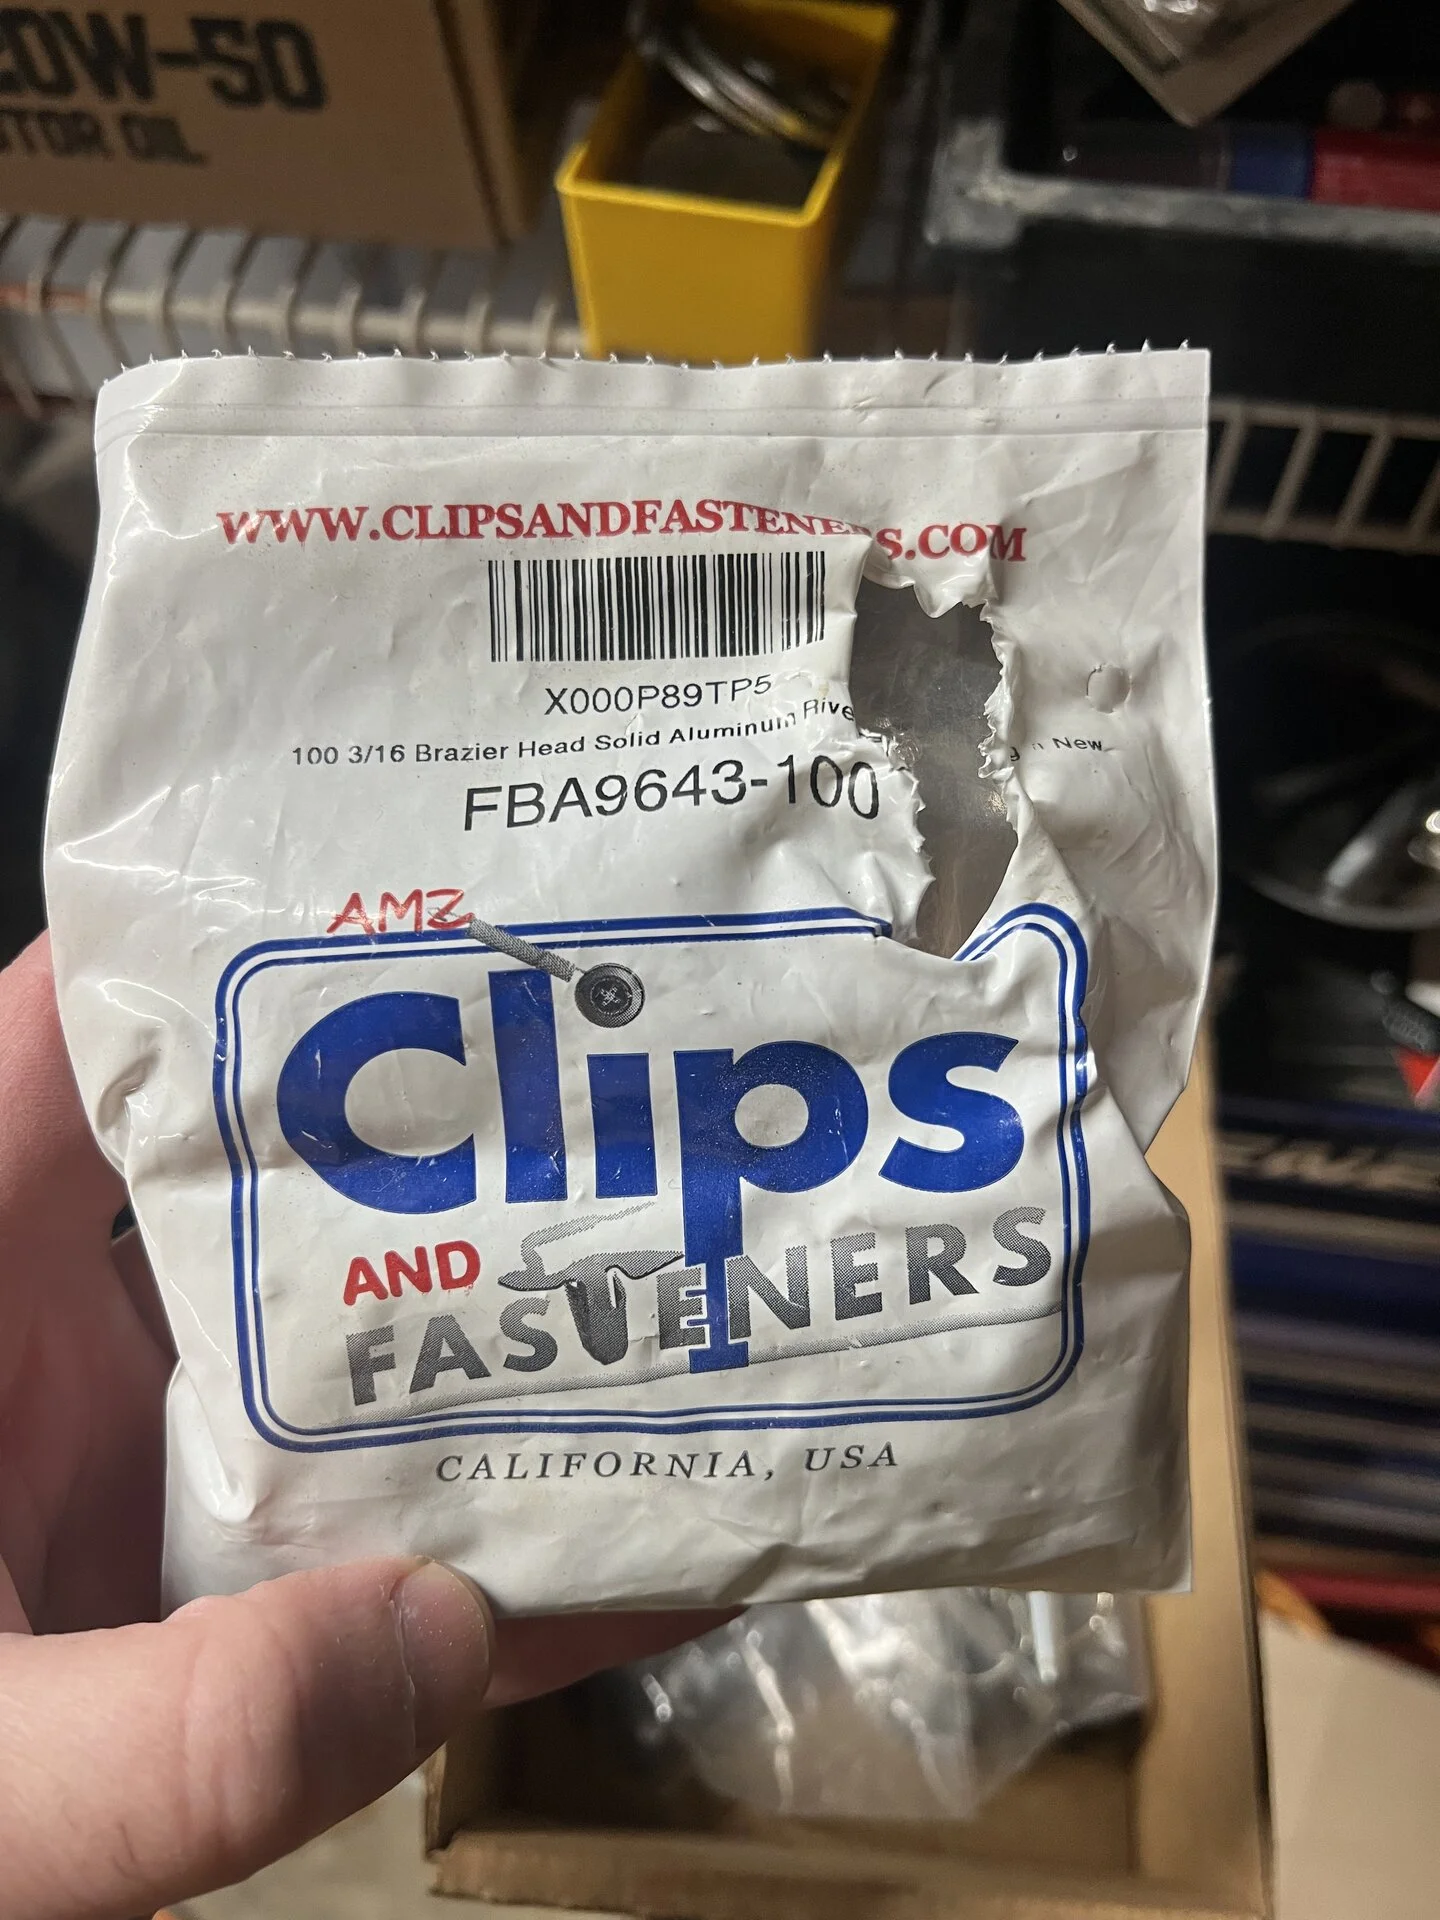 20W-50
MOTOR OIL
WWW.CLIPSANDFASTENERS.COM
X000P89TP5
100 3/16 Brazier Head Solid Aluminum Rive
New
FBA9643-100
AMZ
Clips
AND
FASTENERS
CALIFORNIA, USA